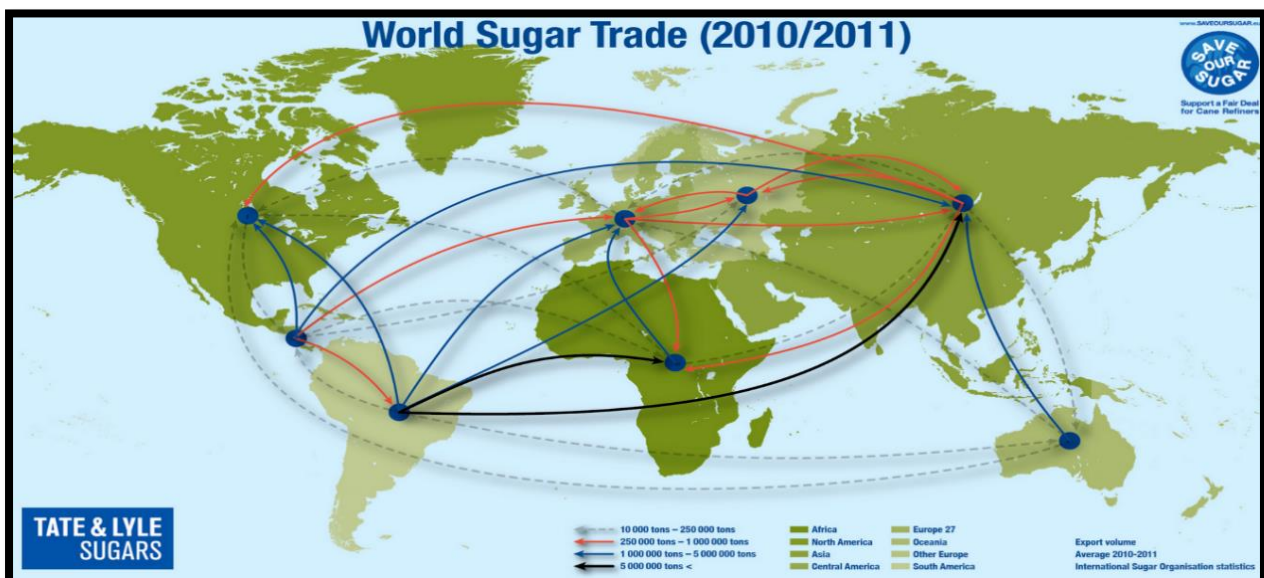 World Sugar Trade (2010/2011)
www.SAVEOURSUGAR.eu
SAVE
OUR
SUGAR
Support a Fair Deal
for Cane Refiners
TATE & LYLE
SUGARS
10 000 tons – 250 000 tons
250 000 tons – 1 000 000 tons
1 000 000 tons – 5 000 000 tons
5 000 000 tons <
Africa
North America
Asia
Central America
Europe 27
Oceania
Other Europe
South America
Export volume
Average 2010-2011
International Sugar Organisation statistics